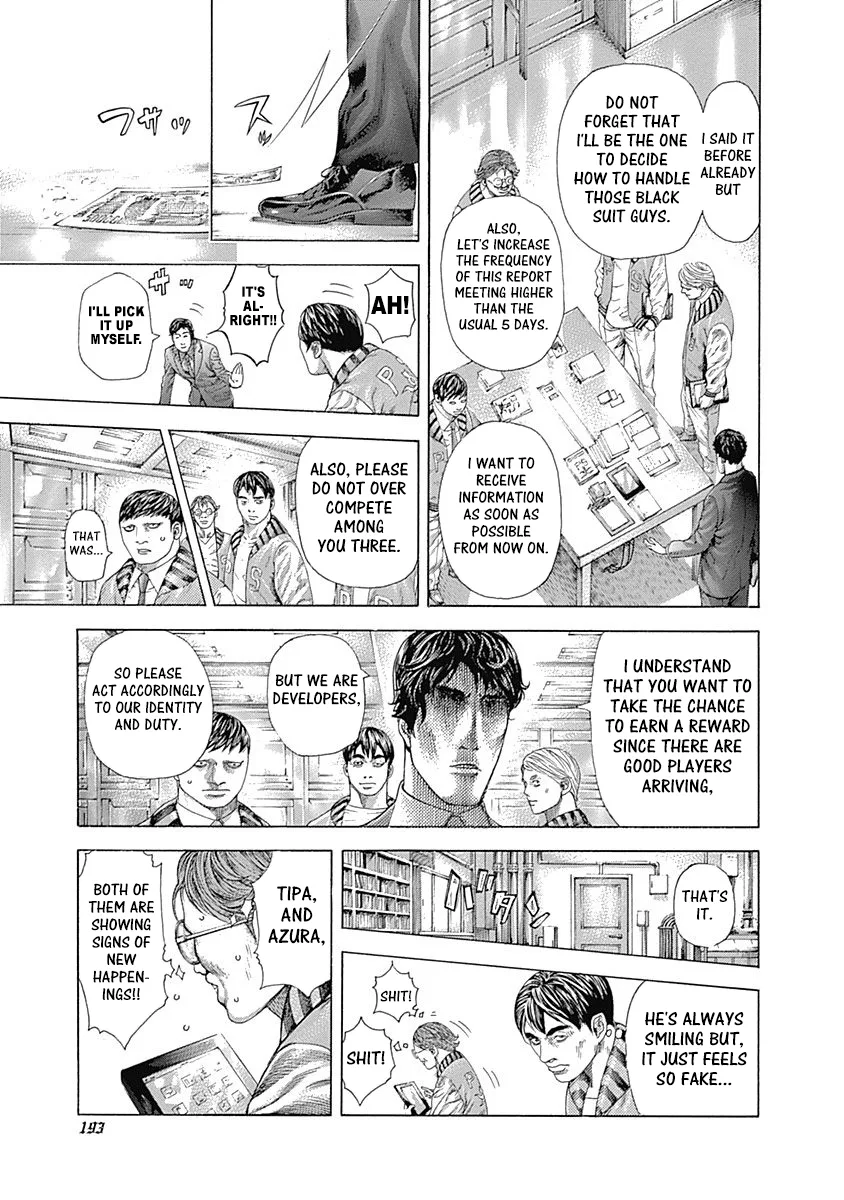 I SAID IT
BEFORE
ALREADY
BUT
DO NOT
FORGET THAT
I'LL BE THE ONE
TO DECIDE
HOW TO HANDLE
THOSE BLACK
SUIT GUYS.
ALSO,
LET'S INCREASE
THE FREQUENCY
OF THIS REPORT
MEETING HIGHER
THAN THE
USUAL 5 DAYS.
I WANT TO
RECEIVE
INFORMATION
AS SOON AS
POSSIBLE
FROM NOW ON.
ス
フサッ
AH!
IT'S
AL-
RIGHT!!
サ
I'LL PICK
IT UP
MYSELF.
P S
ALSO, PLEASE
DO NOT OVER
COMPETE
AMONG
YOU THREE.
THAT
WAS...
I UNDERSTAND
THAT YOU WANT TO
TAKE THE CHANCE
TO EARN A REWARD
SINCE THERE ARE
GOOD PLAYERS
ARRIVING,
BUT WE ARE
DEVELOPERS,
SO PLEASE
ACT ACCORDINGLY
TO OUR IDENTITY
AND DUTY.
THAT'S
IT.
バタン
HE'S ALWAYS
SMILING BUT,
IT JUST FEELS
SO FAKE...
SHIT!
SHIT!
TIPA,
AND
AZURA,
BOTH OF
THEM ARE
SHOWING
SIGNS OF
NEW
HAPPEN-
INGS!!
193